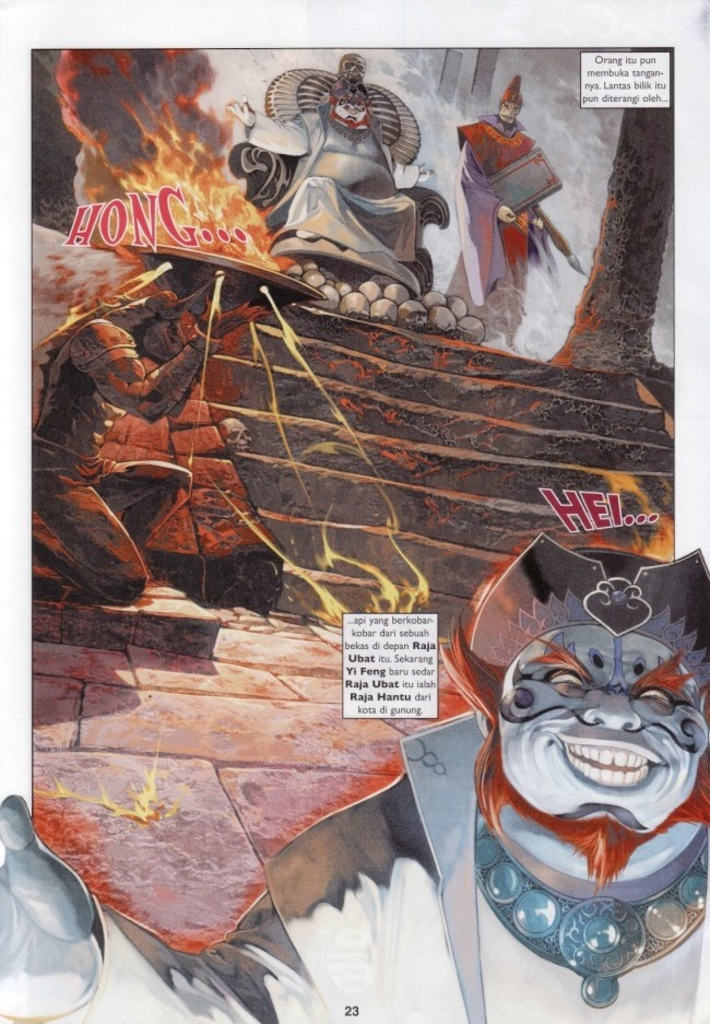 Orang itu pun
membuka tangan-
nya. Lantas bilik itu
pun diterangi oleh...
HONG...
HEI...
...api yang berkobar-
kobar dari sebuah
bekas di depan Raja
Ubat itu. Sekarang
Yi Feng baru sedar
Raja Ubat itu ialah
Raja Hantu dari
kota di gunung.
23